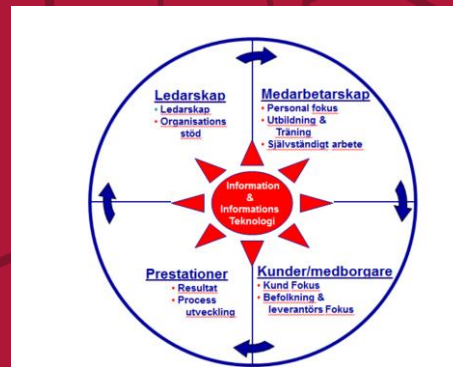 Ledarskap
• Ledarskap
• Organisations
stöd
Medarbetarskap
• Personal fokus
• Utbildning &
Träning
• Självständigt arbete
Information
&
Informations
Teknologi
Prestationer
• Resultat
• Process
utveckling
Kunder/medborgare
• Kund Fokus
• Befolkning &
leverantörs Fokus